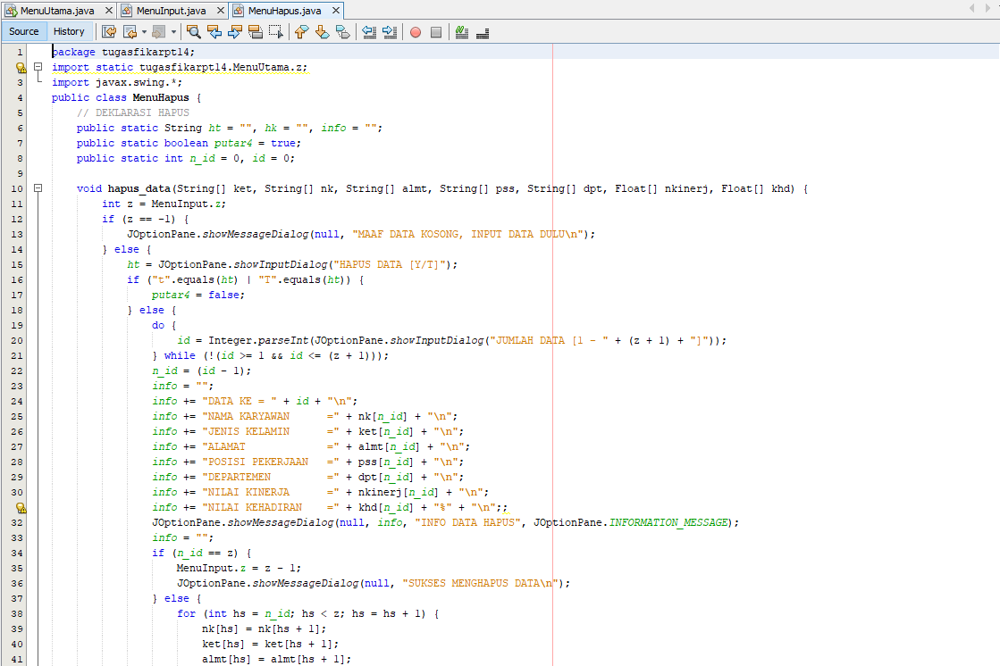 MenuUtama.java MenuInput.java MenuHapus.java
Source History
1 package tugasfikarpt14;
import static tugasfikarpt14.MenuUtama.z;
3 import javax.swing.*;
4 public class MenuHapus {
5 // DEKLARASI HAPUS
6 public static String ht = "", hk = "", info = "";
7 public static boolean putar4 = true;
8 public static int n_id = 0, id = 0;
9
10 void hapus_data(String[] ket, String[] nk, String[] almt, String[] pss, String[] dpt, Float[] nkinerj, Float[] khd) {
11 int z = MenuInput.z;
12 if (z == -1) {
13 JOptionPane.showMessageDialog(null, "MAAF DATA KOSONG, INPUT DATA DULU\n");
14 } else {
15 ht = JOptionPane.showInputDialog("HAPUS DATA [Y/T]");
16 if ("t".equals(ht) | "T".equals(ht)) {
17 putar4 = false;
18 } else {
19 do {
20 id = Integer.parseInt(JOptionPane.showInputDialog("JUMLAH DATA [1 - " + (z + 1) + "]"));
21 } while (!(id >= 1 && id <= (z + 1)));
22 n_id = (id - 1);
23 info = "";
24 info += "DATA KE = " + id + "\n";
25 info += "NAMA KARYAWAN =" + nk[n_id] + "\n";
26 info += "JENIS KELAMIN =" + ket[n_id] + "\n";
27 info += "ALAMAT =" + almt[n_id] + "\n";
28 info += "POSISI PEKERJAAN =" + pss[n_id] + "\n";
29 info += "DEPARTEMEN =" + dpt[n_id] + "\n";
30 info += "NILAI KINERJA =" + nkinerj[n_id] + "\n";
info += "NILAI KEHADIRAN =" + khd[n_id] + "%" + "\n";;
32 JOptionPane.showMessageDialog(null, info, "INFO DATA HAPUS", JOptionPane.INFORMATION_MESSAGE);
33 info = "";
34 if (n_id == z) {
35 MenuInput.z = z - 1;
36 JOptionPane.showMessageDialog(null, "SUKSES MENGHAPUS DATA\n");
37 } else {
38 for (int hs = n_id; hs < z; hs = hs + 1) {
39 nk[hs] = nk[hs + 1];
40 ket[hs] = ket[hs + 1];
41 almt[hs] = almt[hs + 1];